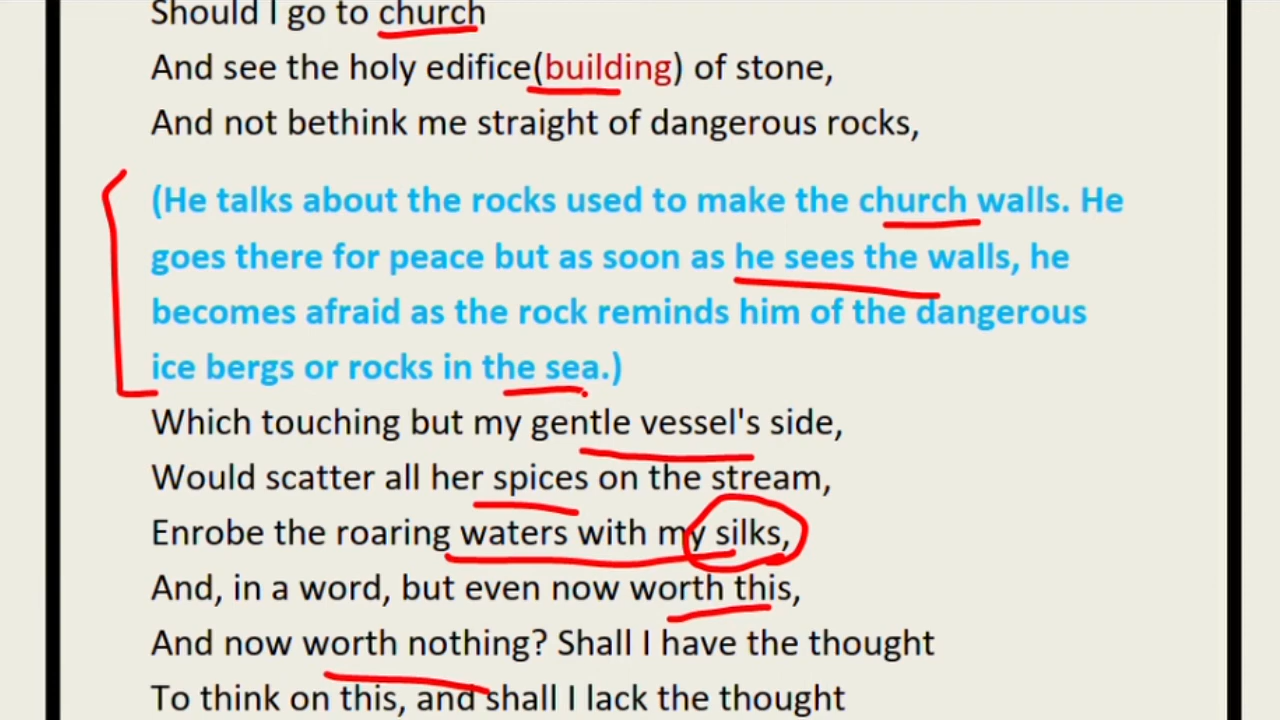 Should I go to church
And see the holy edifice(building) of stone,
And not bethink me straight of dangerous rocks,
(He talks about the rocks used to make the church walls. He
goes there for peace but as soon as he sees the walls, he
becomes afraid as the rock reminds him of the dangerous
ice bergs or rocks in the sea.)
Which touching but my gentle vessel's side,
Would scatter all her spices on the stream,
Enrobe the roaring waters with my silks,
And, in a word, but even now worth this,
And now worth nothing? Shall I have the thought
To think on this, and shall I lack the thought